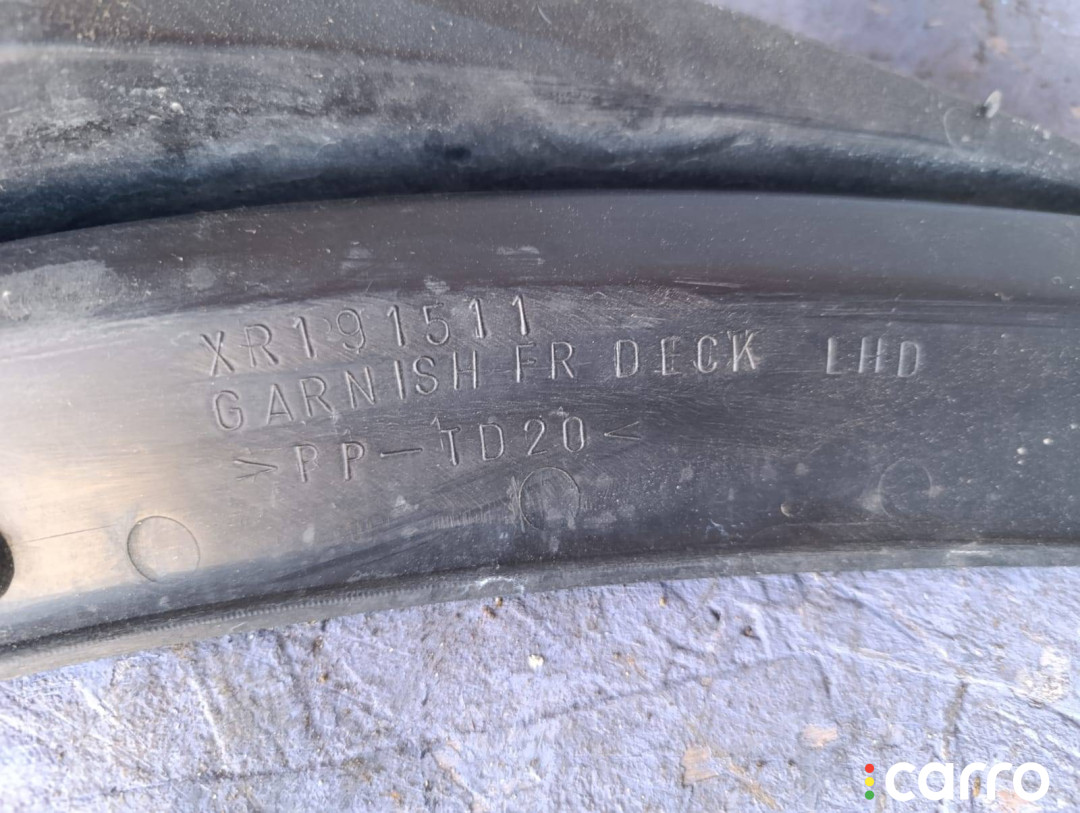 XR191511
GARNISH FR DECK LHD
>PP-TD20<
carro